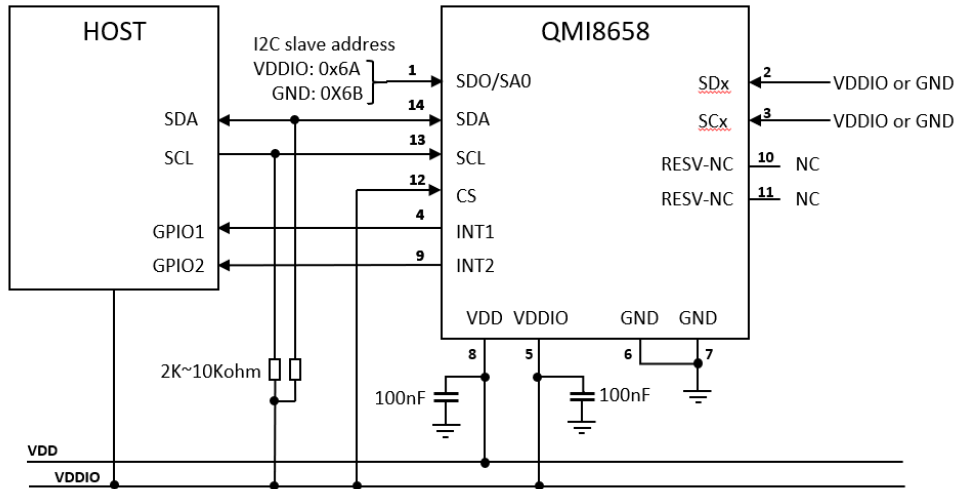 HOST
QMI8658
I2C slave address
VDDIO: 0x6A
GND: 0X6B
1
SDO/SA0
SDx
2
VDDIO or GND
SDA
14
SDA
SCx
3
VDDIO or GND
SCL
13
SCL
RESV-NC
10
NC
12
CS
RESV-NC
11
NC
GPIO1
4
INT1
GPIO2
9
INT2
VDD
VDDIO
GND
GND
8
5
6
7
2K~10Kohm
100nF
100nF
VDD
VDDIO